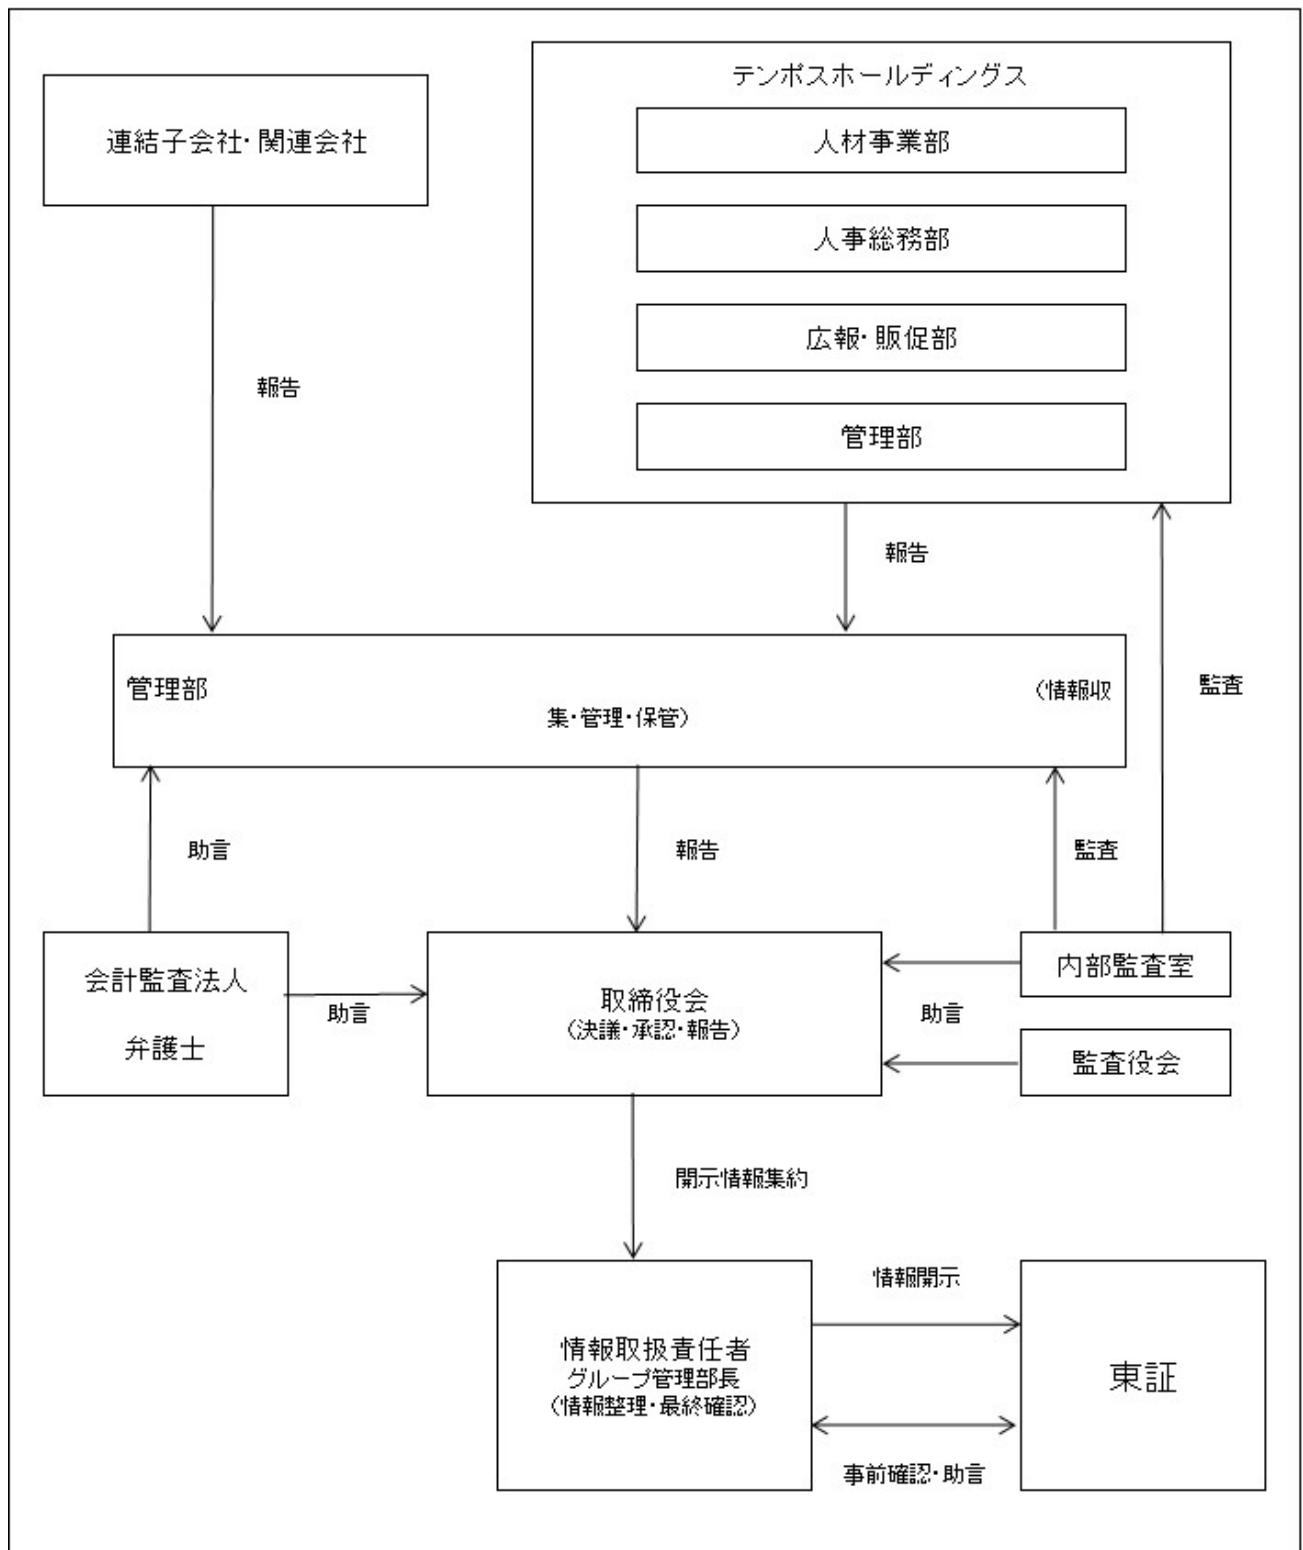 テンポスホールディングス
連結子会社・関連会社
人材事業部
人事総務部
広報・販促部
管理部
報告
報告
管理部 （情報収
集・管理・保管）
監査
助言
報告
監査
会計監査法人
弁護士
助言
取締役会
（決議・承認・報告）
助言
内部監査室
監査役会
開示情報集約
情報取扱責任者
グループ管理部長
（情報整理・最終確認）
情報開示
事前確認・助言
東証